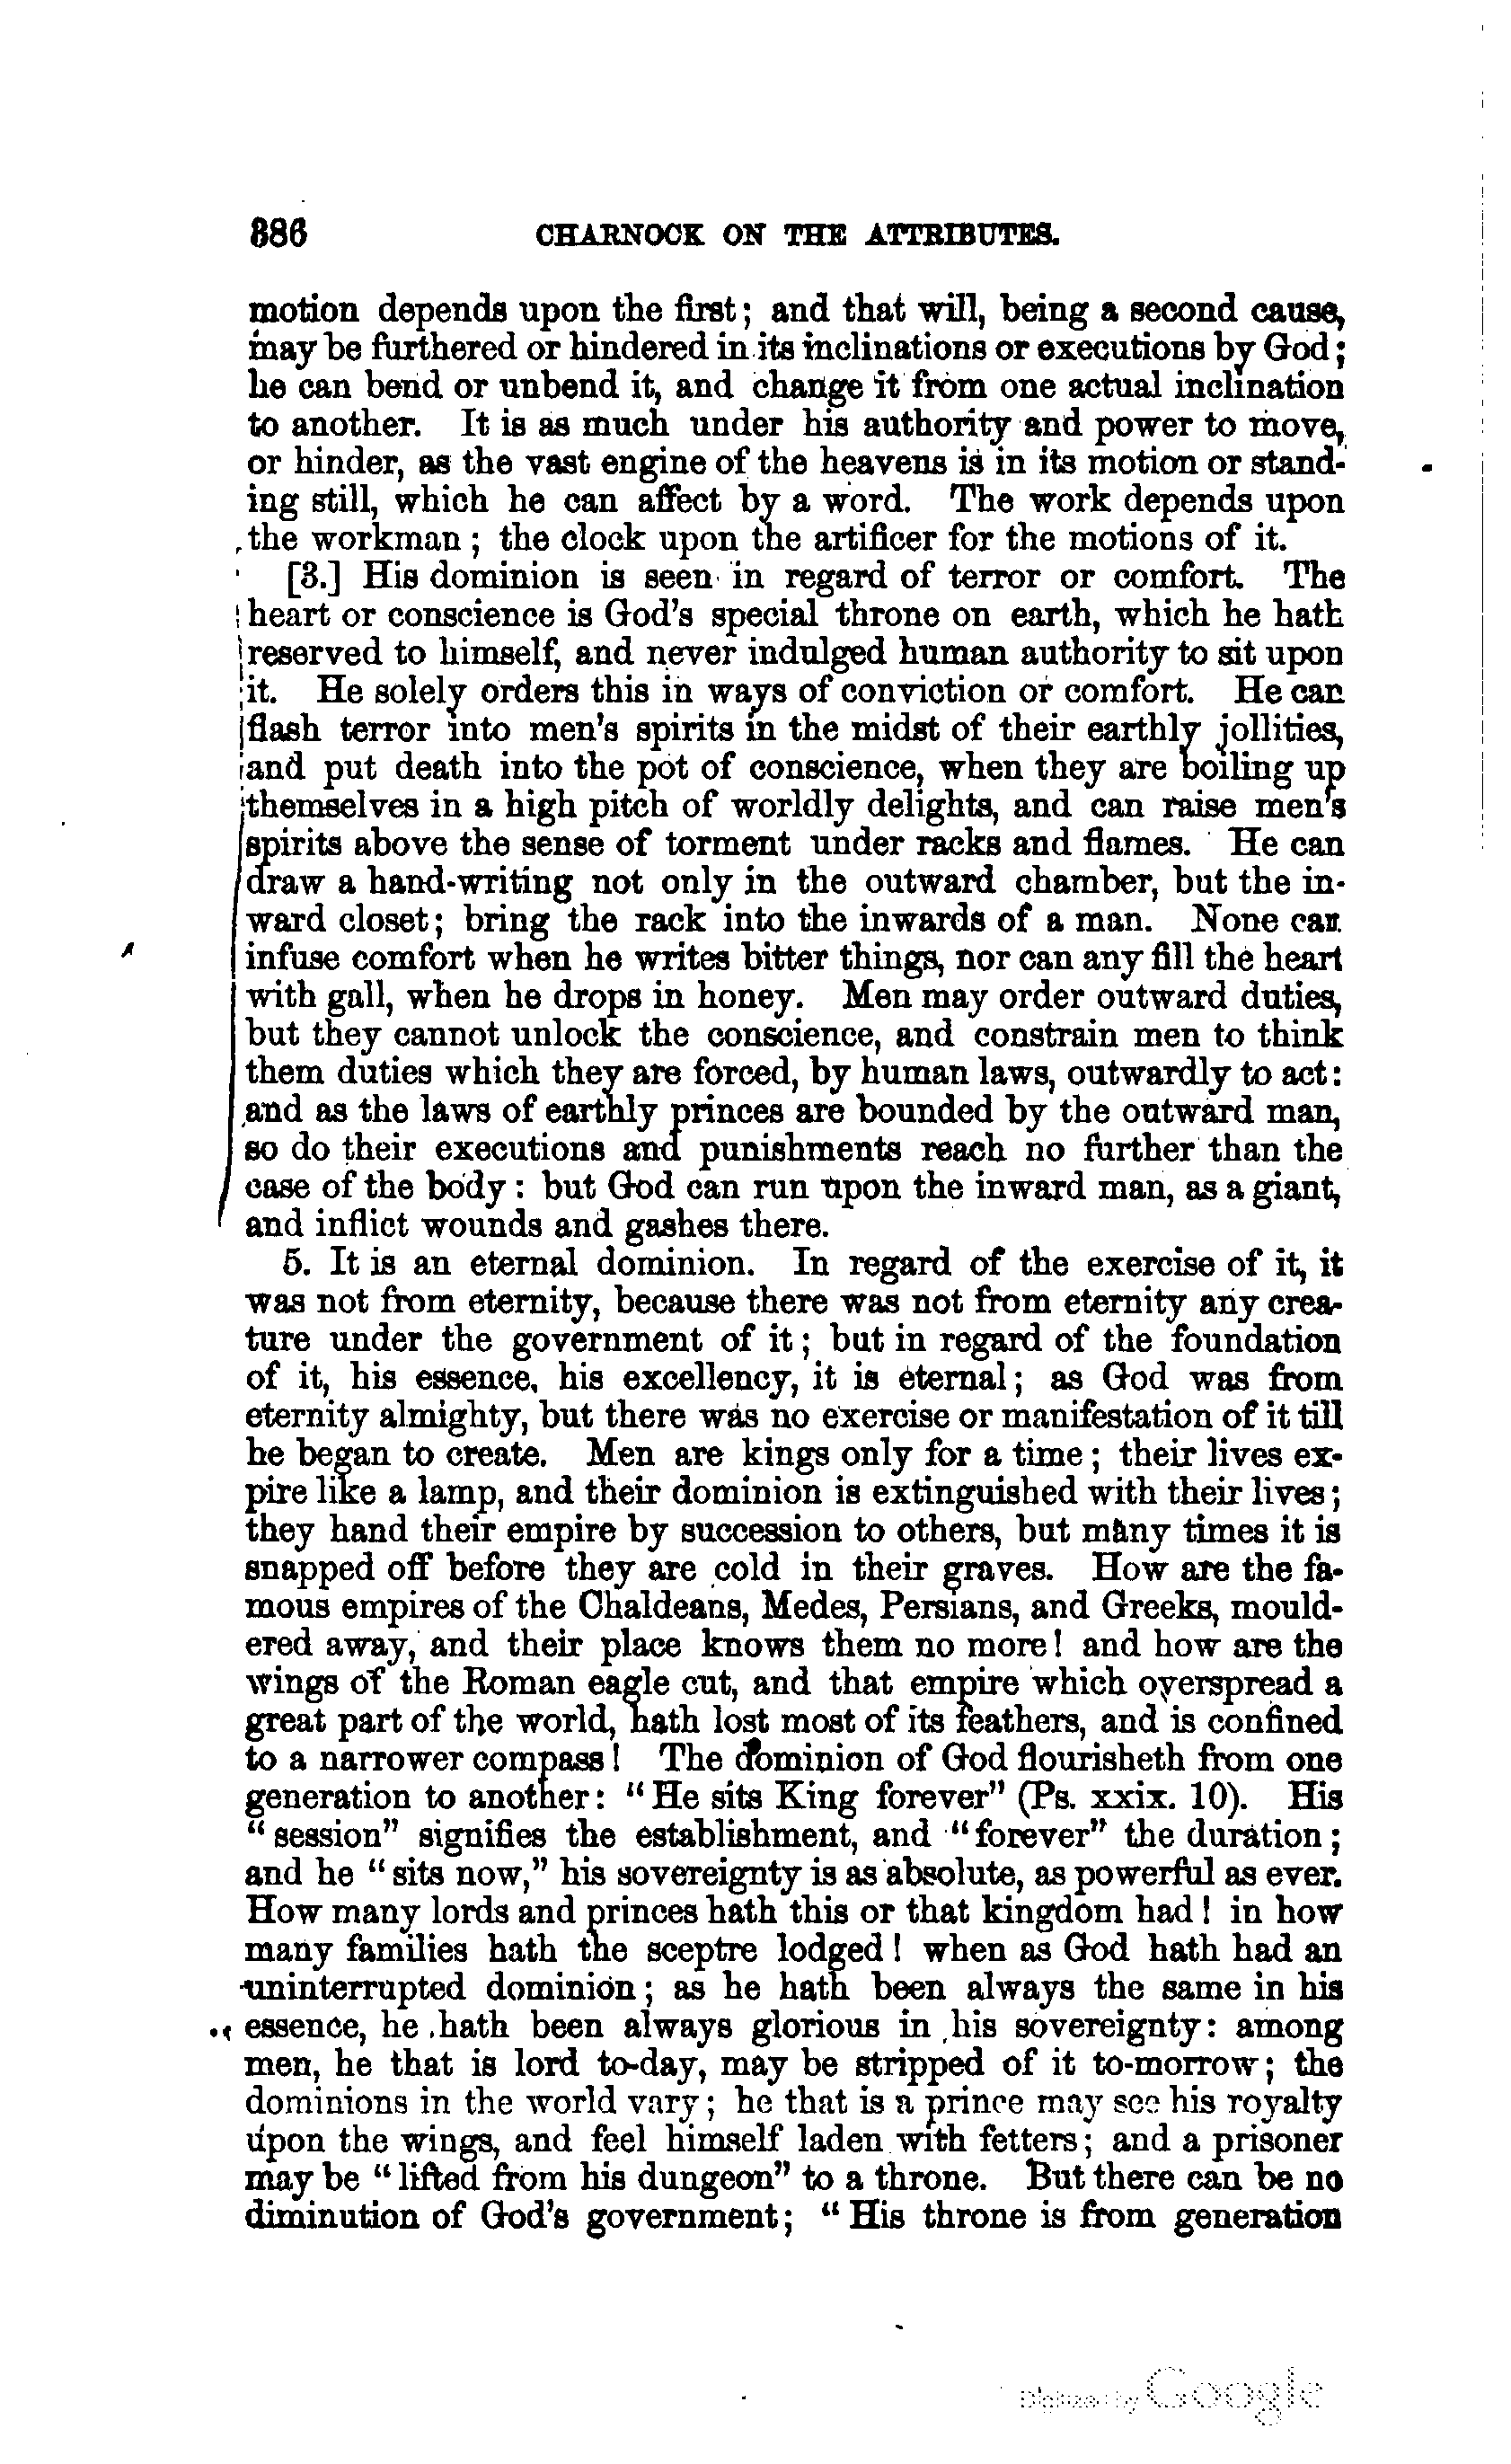 386 CHARNOCK ON THE ATTRIBUTES.
motion depends upon the first; and that will, being a second cause,
may be furthered or hindered in its inclinations or executions by God;
he can bend or unbend it, and change it from one actual inclination
to another. It is as much under his authority and power to move,
or hinder, as the vast engine of the heavens is in its motion or stand-
ing still, which he can affect by a word. The work depends upon
the workman; the clock upon the artificer for the motions of it.
[3.] His dominion is seen in regard of terror or comfort. The
heart or conscience is God's special throne on earth, which he hath
reserved to himself, and never indulged human authority to sit upon
it. He solely orders this in ways of conviction or comfort. He can
flash terror into men's spirits in the midst of their earthly jollities,
and put death into the pot of conscience, when they are boiling up
themselves in a high pitch of worldly delights, and can raise men's
spirits above the sense of torment under racks and flames. He can
draw a hand-writing not only in the outward chamber, but the in-
ward closet; bring the rack into the inwards of a man. None can
infuse comfort when he writes bitter things, nor can any fill the heart
with gall, when he drops in honey. Men may order outward duties,
but they cannot unlock the conscience, and constrain men to think
them duties which they are forced, by human laws, outwardly to act:
and as the laws of earthly princes are bounded by the outward man,
so do their executions and punishments reach no further than the
case of the body: but God can run upon the inward man, as a giant,
and inflict wounds and gashes there.
5. It is an eternal dominion. In regard of the exercise of it, it
was not from eternity, because there was not from eternity any crea-
ture under the government of it; but in regard of the foundation
of it, his essence, his excellency, it is eternal; as God was from
eternity almighty, but there was no exercise or manifestation of it till
he began to create. Men are kings only for a time; their lives ex-
pire like a lamp, and their dominion is extinguished with their lives;
they hand their empire by succession to others, but many times it is
snapped off before they are cold in their graves. How are the fa-
mous empires of the Chaldeans, Medes, Persians, and Greeks, mould-
ered away, and their place knows them no more! and how are the
wings of the Roman eagle cut, and that empire which overspread a
great part of the world, hath lost most of its feathers, and is confined
to a narrower compass! The dominion of God flourisheth from one
generation to another: "He sits King forever" (Ps. xxix. 10). His
"session" signifies the establishment, and "forever" the duration;
and he "sits now," his sovereignty is as absolute, as powerful as ever.
How many lords and princes hath this or that kingdom had! in how
many families hath the sceptre lodged! when as God hath had an
uninterrupted dominion; as he hath been always the same in his
essence, he hath been always glorious in his sovereignty: among
men, he that is lord to-day, may be stripped of it to-morrow; the
dominions in the world vary; he that is a prince may see his royalty
upon the wings, and feel himself laden with fetters; and a prisoner
may be "lifted from his dungeon" to a throne. But there can be no
diminution of God's government; "His throne is from generation
Digitized by Google